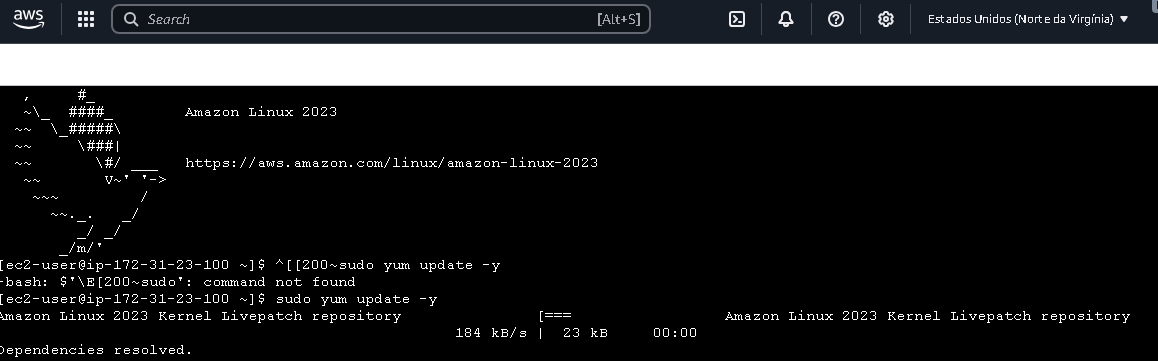 aws
Search [Alt+S]
Estados Unidos (Norte da Virgínia) ▼
   ,     #_
   ~\_  ####_        Amazon Linux 2023
  ~~  \_#####\
  ~~     \###|
  ~~       \#/ ___   https://aws.amazon.com/linux/amazon-linux-2023
   ~~       V~' '->
    ~~~         /
      ~~._.   _/
         _/ _/
       _/m/'
[ec2-user@ip-172-31-23-100 ~]$ ^[[200~sudo yum update -y
-bash: $'\E[200~sudo': command not found
[ec2-user@ip-172-31-23-100 ~]$ sudo yum update -y
Amazon Linux 2023 Kernel Livepatch repository [=== Amazon Linux 2023 Kernel Livepatch repository
184 kB/s | 23 kB 00:00
Dependencies resolved.